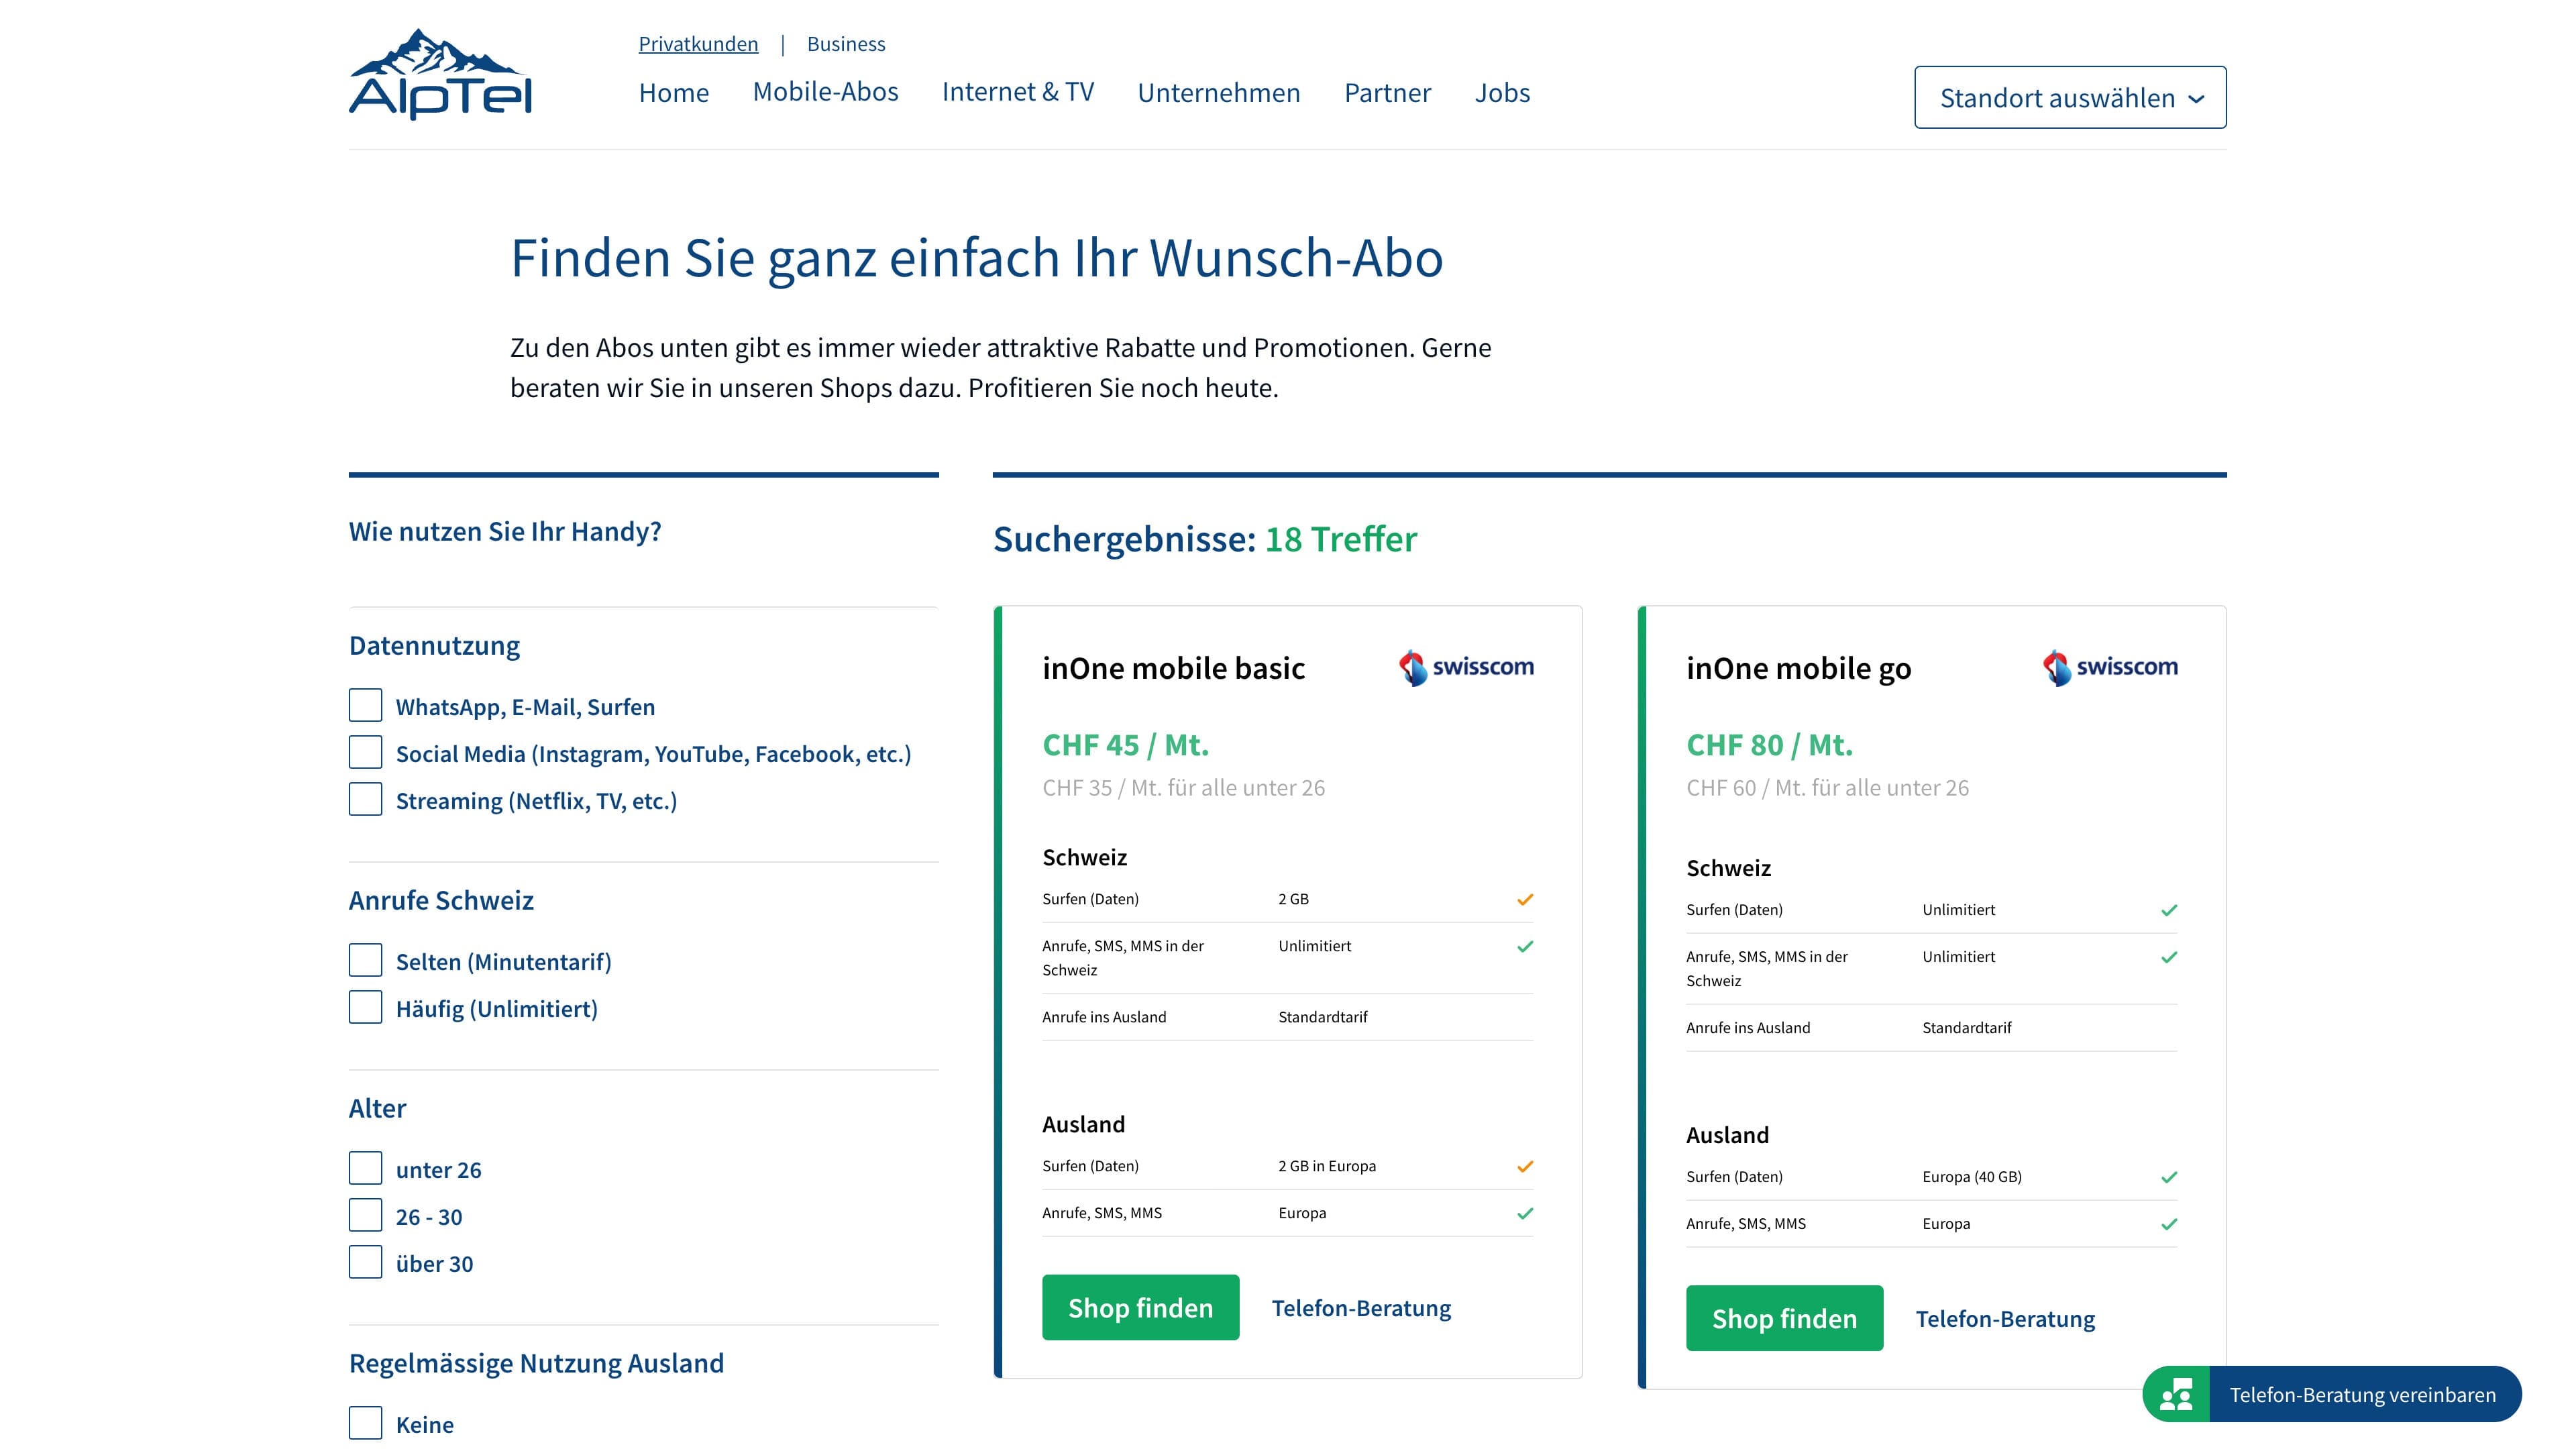 AlpTel
Privatkunden | Business
Home Mobile-Abos Internet & TV Unternehmen Partner Jobs
Standort auswählen
Finden Sie ganz einfach Ihr Wunsch-Abo
Zu den Abos unten gibt es immer wieder attraktive Rabatte und Promotionen. Gerne
beraten wir Sie in unseren Shops dazu. Profitieren Sie noch heute.
Wie nutzen Sie Ihr Handy?
Datennutzung
WhatsApp, E-Mail, Surfen
Social Media (Instagram, YouTube, Facebook, etc.)
Streaming (Netflix, TV, etc.)
Anrufe Schweiz
Selten (Minutentarif)
Häufig (Unlimitiert)
Alter
unter 26
26 - 30
über 30
Regelmässige Nutzung Ausland
Keine
Suchergebnisse: 18 Treffer
inOne mobile basic swisscom
CHF 45 / Mt.
CHF 35 / Mt. für alle unter 26
Schweiz
Surfen (Daten) 2 GB
Anrufe, SMS, MMS in der Unlimitiert
Schweiz
Anrufe ins Ausland Standardtarif
Ausland
Surfen (Daten) 2 GB in Europa
Anrufe, SMS, MMS Europa
Shop finden Telefon-Beratung
inOne mobile go swisscom
CHF 80 / Mt.
CHF 60 / Mt. für alle unter 26
Schweiz
Surfen (Daten) Unlimitiert
Anrufe, SMS, MMS in der Unlimitiert
Schweiz
Anrufe ins Ausland Standardtarif
Ausland
Surfen (Daten) Europa (40 GB)
Anrufe, SMS, MMS Europa
Shop finden Telefon-Beratung
Telefon-Beratung vereinbaren